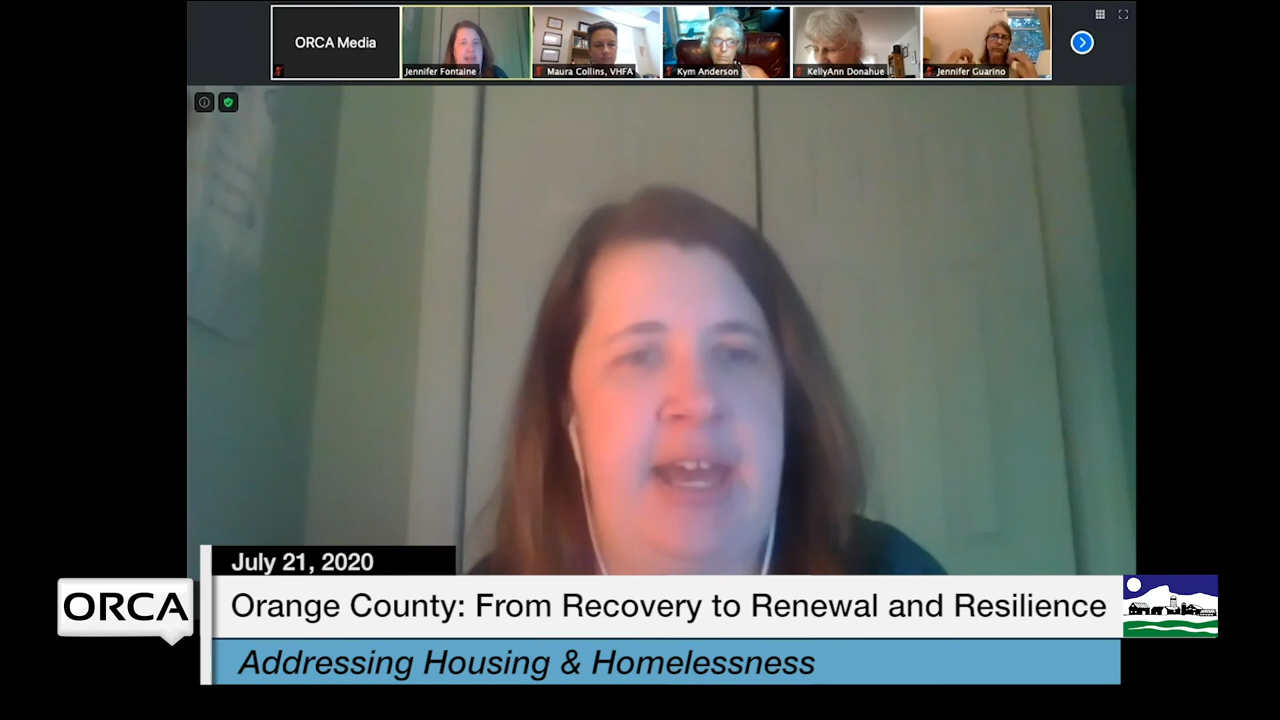 ORCA Media
Jennifer Fontaine
Maura Collins, VHFA
Kym Anderson
KellyAnn Donahue
Jennifer Guarino
July 21, 2020
ORCA
Orange County: From Recovery to Renewal and Resilience
Addressing Housing & Homelessness